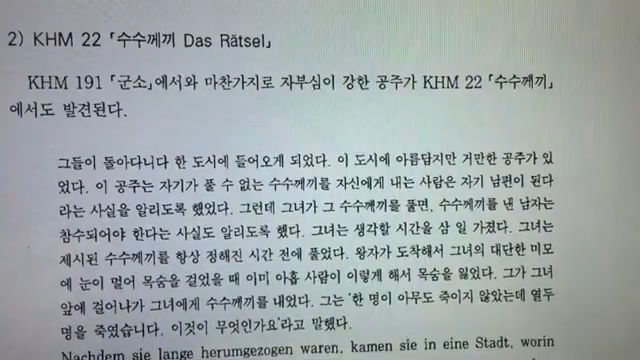 2) KHM 22 「수수께끼 Das Rätsel」
KHM 191 「군소」에서와 마찬가지로 자부심이 강한 공주가 KHM 22 「수수께끼」
에서도 발견된다.
그들이 돌아다니다 한 도시에 들어오게 되었다. 이 도시에 아름답지만 거만한 공주가 있
었다. 이 공주는 자기가 풀 수 없는 수수께끼를 자신에게 내는 사람은 자기 남편이 된다
라는 사실을 알리도록 했었다. 그런데 그녀가 그 수수께끼를 풀면, 수수께끼를 낸 남자는
참수되어야 한다는 사실도 알리도록 했다. 그녀는 생각할 시간을 삼 일 가졌다. 그녀는
제시된 수수께끼를 항상 정해진 시간 전에 풀었다. 왕자가 도착해서 그녀의 대단한 미모
에 눈이 멀어 목숨을 걸었을 때 이미 아홉 사람이 이렇게 해서 목숨을 잃었다. 그가 그녀
앞에 걸어나가 그녀에게 수수께끼를 내었다. 그는 '한 명이 아무도 죽이지 않았는데 열두
명을 죽였습니다. 이것이 무엇인가요'라고 말했다.
Nachdem sie lange herumgezogen waren, kamen sie in eine Stadt, worin